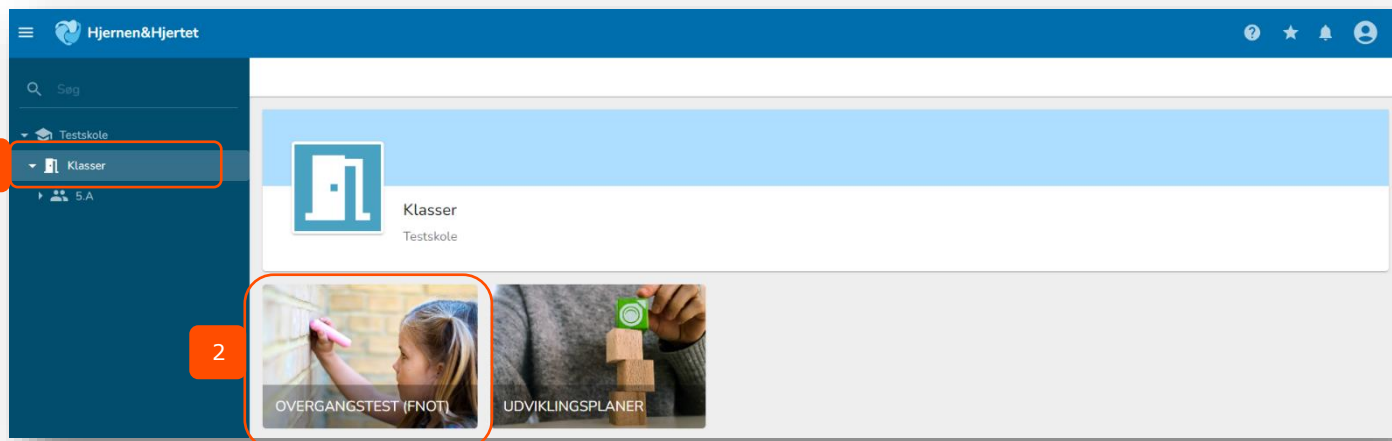 Hjernen&Hjertet
Søg
Testskole
Klasser
5.A
Klasser
Testskole
2
OVERGANGSTEST (FNOT)
UDVIKLINGSPLANER